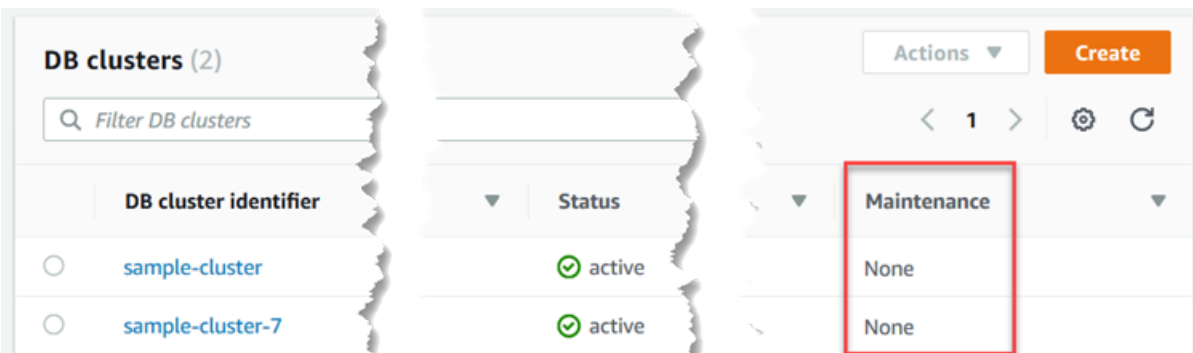 DB clusters (2) Actions Create
Filter DB clusters 1
DB cluster identifier Status Maintenance
sample-cluster active None
sample-cluster-7 active None